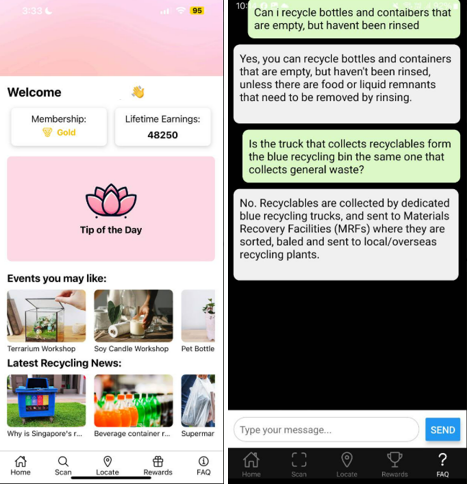 3:33
95
Welcome
Membership:
Gold
Lifetime Earnings:
48250
Tip of the Day
Events you may like:
Terrarium Workshop
Soy Candle Workshop
Pet Bottle
Latest Recycling News:
Why is Singapore's r...
Beverage container r...
Supermar
Home
Scan
Locate
Rewards
FAQ
Can i recycle bottles and containers that
are empty, but havent been rinsed
Yes, you can recycle bottles and containers
that are empty, but haven't been rinsed,
unless there are food or liquid remnants
that need to be removed by rinsing.
Is the truck that collects recyclables form
the blue recycling bin the same one that
collects general waste?
No. Recyclables are collected by dedicated
blue recycling trucks, and sent to Materials
Recovery Facilities (MRFs) where they are
sorted, baled and sent to local/overseas
recycling plants.
Type your message...
SEND
Home
Scan
Locate
Rewards
FAQ